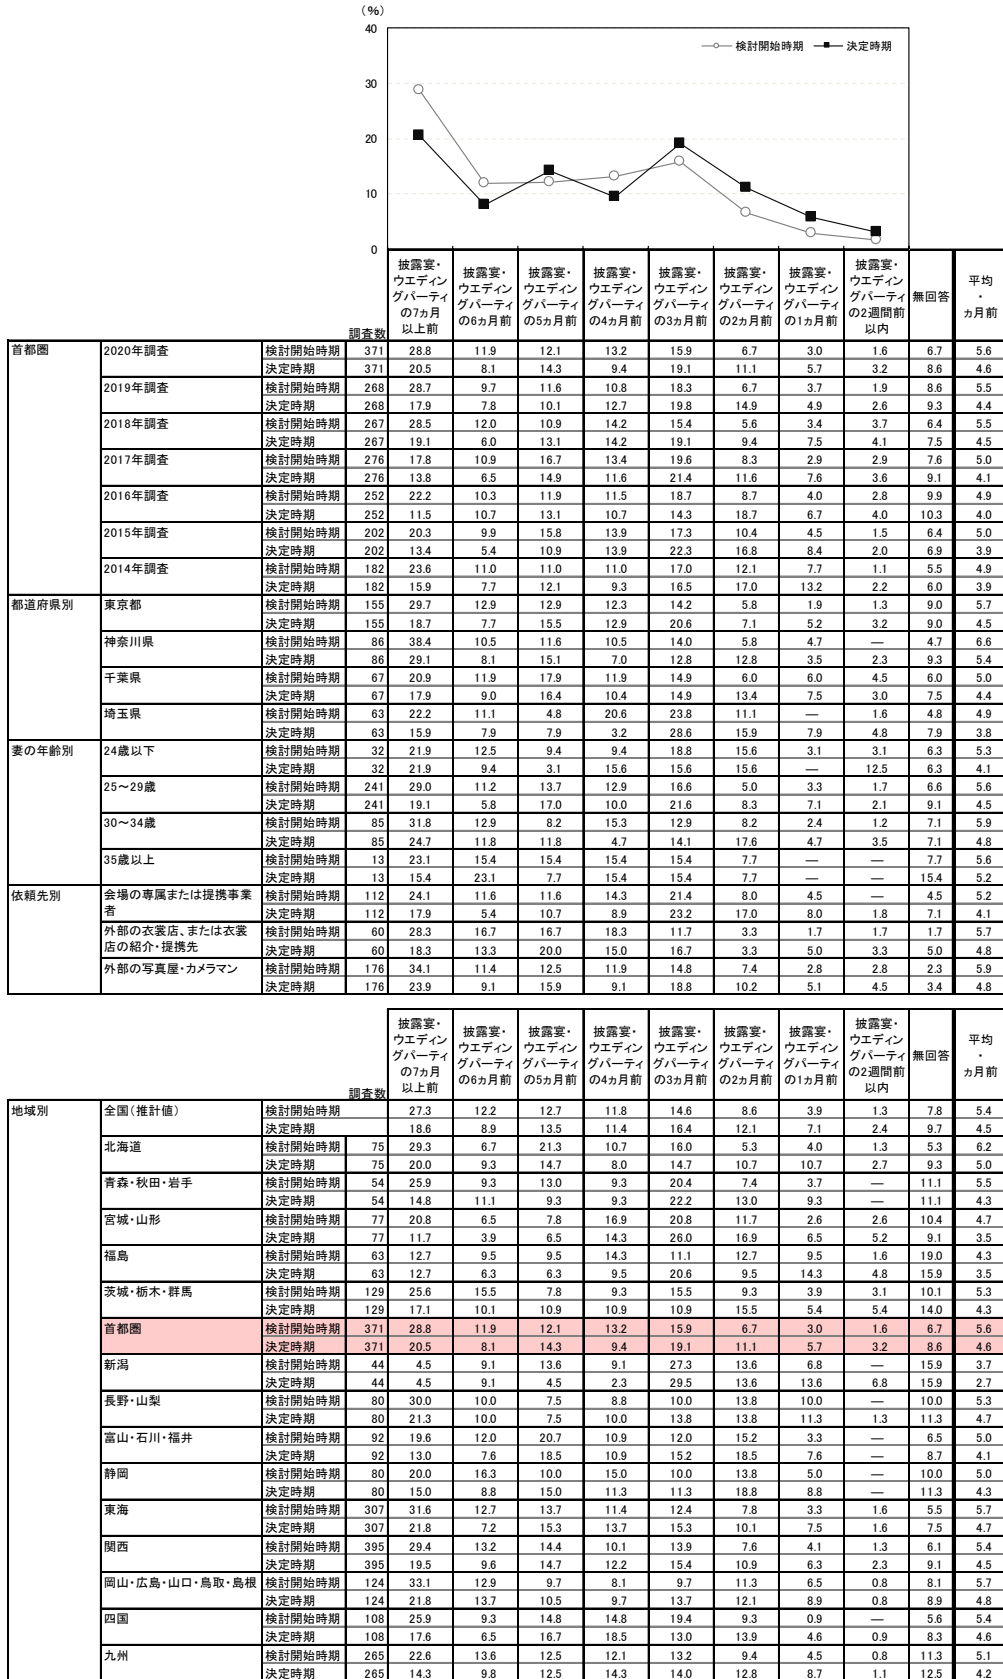 (%)
40
30
20
10
0
検討開始時期 決定時期
調査数 披露宴・ウエディングパーティの7ヵ月以上前 披露宴・ウエディングパーティの6ヵ月前 披露宴・ウエディングパーティの5ヵ月前 披露宴・ウエディングパーティの4ヵ月前 披露宴・ウエディングパーティの3ヵ月前 披露宴・ウエディングパーティの2ヵ月前 披露宴・ウエディングパーティの1ヵ月前 披露宴・ウエディングパーティの2週間前以内 無回答 平均・ヵ月前
首都圏 2020年調査 検討開始時期 371 28.8 11.9 12.1 13.2 15.9 6.7 3.0 1.6 6.7 5.6
決定時期 371 20.5 8.1 14.3 9.4 19.1 11.1 5.7 3.2 8.6 4.6
2019年調査 検討開始時期 268 28.7 9.7 11.6 10.8 18.3 6.7 3.7 1.9 8.6 5.5
決定時期 268 17.9 7.8 10.1 12.7 19.8 14.9 4.9 2.6 9.3 4.4
2018年調査 検討開始時期 267 28.5 12.0 10.9 14.2 15.4 5.6 3.4 3.7 6.4 5.5
決定時期 267 19.1 6.0 13.1 14.2 19.1 9.4 7.5 4.1 7.5 4.5
2017年調査 検討開始時期 276 17.8 10.9 16.7 13.4 19.6 8.3 2.9 2.9 7.6 5.0
決定時期 276 13.8 6.5 14.9 11.6 21.4 11.6 7.6 3.6 9.1 4.1
2016年調査 検討開始時期 252 22.2 10.3 11.9 11.5 18.7 8.7 4.0 2.8 9.9 4.9
決定時期 252 11.5 10.7 13.1 10.7 14.3 18.7 6.7 4.0 10.3 4.0
2015年調査 検討開始時期 202 20.3 9.9 15.8 13.9 17.3 10.4 4.5 1.5 6.4 5.0
決定時期 202 13.4 5.4 10.9 13.9 22.3 16.8 8.4 2.0 6.9 3.9
2014年調査 検討開始時期 182 23.6 11.0 11.0 11.0 17.0 12.1 7.7 1.1 5.5 4.9
決定時期 182 15.9 7.7 12.1 9.3 16.5 17.0 13.2 2.2 6.0 3.9
都道府県別 東京都 検討開始時期 155 29.7 12.9 12.9 12.3 14.2 5.8 1.9 1.3 9.0 5.7
決定時期 155 18.7 7.7 15.5 12.9 20.6 7.1 5.2 3.2 9.0 4.5
神奈川県 検討開始時期 86 38.4 10.5 11.6 10.5 14.0 5.8 4.7 — 4.7 6.6
決定時期 86 29.1 8.1 15.1 7.0 12.8 12.8 3.5 2.3 9.3 5.4
千葉県 検討開始時期 67 20.9 11.9 17.9 11.9 14.9 6.0 6.0 4.5 6.0 5.0
決定時期 67 17.9 9.0 16.4 10.4 14.9 13.4 7.5 3.0 7.5 4.4
埼玉県 検討開始時期 63 22.2 11.1 4.8 20.6 23.8 11.1 — 1.6 4.8 4.9
決定時期 63 15.9 7.9 7.9 3.2 28.6 15.9 7.9 4.8 7.9 3.8
妻の年齢別 24歳以下 検討開始時期 32 21.9 12.5 9.4 9.4 18.8 15.6 3.1 3.1 6.3 5.3
決定時期 32 21.9 9.4 3.1 15.6 15.6 15.6 — 12.5 6.3 4.1
25～29歳 検討開始時期 241 29.0 11.2 13.7 12.9 16.6 5.0 3.3 1.7 6.6 5.6
決定時期 241 19.1 5.8 17.0 10.0 21.6 8.3 7.1 2.1 9.1 4.5
30～34歳 検討開始時期 85 31.8 12.9 8.2 15.3 12.9 8.2 2.4 1.2 7.1 5.9
決定時期 85 24.7 11.8 11.8 4.7 14.1 17.6 4.7 3.5 7.1 4.8
35歳以上 検討開始時期 13 23.1 15.4 15.4 15.4 15.4 7.7 — — 7.7 5.6
決定時期 13 15.4 23.1 7.7 15.4 15.4 7.7 — — 15.4 5.2
依頼先別 会場の専属または提携事業者 検討開始時期 112 24.1 11.6 11.6 14.3 21.4 8.0 4.5 — 4.5 5.2
決定時期 112 17.9 5.4 10.7 8.9 23.2 17.0 8.0 1.8 7.1 4.1
外部の衣裳店、または衣裳店の紹介・提携先 検討開始時期 60 28.3 16.7 16.7 18.3 11.7 3.3 1.7 1.7 1.7 5.7
決定時期 60 18.3 13.3 20.0 15.0 16.7 3.3 5.0 3.3 5.0 4.8
外部の写真屋・カメラマン 検討開始時期 176 34.1 11.4 12.5 11.9 14.8 7.4 2.8 2.8 2.3 5.9
決定時期 176 23.9 9.1 15.9 9.1 18.8 10.2 5.1 4.5 3.4 4.8
調査数 披露宴・ウエディングパーティの7ヵ月以上前 披露宴・ウエディングパーティの6ヵ月前 披露宴・ウエディングパーティの5ヵ月前 披露宴・ウエディングパーティの4ヵ月前 披露宴・ウエディングパーティの3ヵ月前 披露宴・ウエディングパーティの2ヵ月前 披露宴・ウエディングパーティの1ヵ月前 披露宴・ウエディングパーティの2週間前以内 無回答 平均・ヵ月前
地域別 全国(推計値) 検討開始時期 27.3 12.2 12.7 11.8 14.6 8.6 3.9 1.3 7.8 5.4
決定時期 18.6 8.9 13.5 11.4 16.4 12.1 7.1 2.4 9.7 4.5
北海道 検討開始時期 75 29.3 6.7 21.3 10.7 16.0 5.3 4.0 1.3 5.3 6.2
決定時期 75 20.0 9.3 14.7 8.0 14.7 10.7 10.7 2.7 9.3 5.0
青森・秋田・岩手 検討開始時期 54 25.9 9.3 13.0 9.3 20.4 7.4 3.7 — 11.1 5.5
決定時期 54 14.8 11.1 9.3 9.3 22.2 13.0 9.3 — 11.1 4.3
宮城・山形 検討開始時期 77 20.8 6.5 7.8 16.9 20.8 11.7 2.6 2.6 10.4 4.7
決定時期 77 11.7 3.9 6.5 14.3 26.0 16.9 6.5 5.2 9.1 3.5
福島 検討開始時期 63 12.7 9.5 9.5 14.3 11.1 12.7 9.5 1.6 19.0 4.3
決定時期 63 12.7 6.3 6.3 9.5 20.6 9.5 14.3 4.8 15.9 3.5
茨城・栃木・群馬 検討開始時期 129 25.6 15.5 7.8 9.3 15.5 9.3 3.9 3.1 10.1 5.3
決定時期 129 17.1 10.1 10.9 10.9 10.9 15.5 5.4 5.4 14.0 4.3
首都圏 検討開始時期 371 28.8 11.9 12.1 13.2 15.9 6.7 3.0 1.6 6.7 5.6
決定時期 371 20.5 8.1 14.3 9.4 19.1 11.1 5.7 3.2 8.6 4.6
新潟 検討開始時期 44 4.5 9.1 13.6 9.1 27.3 13.6 6.8 — 15.9 3.7
決定時期 44 4.5 9.1 4.5 2.3 29.5 13.6 13.6 6.8 15.9 2.7
長野・山梨 検討開始時期 80 30.0 10.0 7.5 8.8 10.0 13.8 10.0 — 10.0 5.3
決定時期 80 21.3 10.0 7.5 10.0 13.8 13.8 11.3 1.3 11.3 4.7
富山・石川・福井 検討開始時期 92 19.6 12.0 20.7 10.9 12.0 15.2 3.3 — 6.5 5.0
決定時期 92 13.0 7.6 18.5 10.9 15.2 18.5 7.6 — 8.7 4.1
静岡 検討開始時期 80 20.0 16.3 10.0 15.0 10.0 13.8 5.0 — 10.0 5.0
決定時期 80 15.0 8.8 15.0 11.3 11.3 18.8 8.8 — 11.3 4.3
東海 検討開始時期 307 31.6 12.7 13.7 11.4 12.4 7.8 3.3 1.6 5.5 5.7
決定時期 307 21.8 7.2 15.3 13.7 15.3 10.1 7.5 1.6 7.5 4.7
関西 検討開始時期 395 29.4 13.2 14.4 10.1 13.9 7.6 4.1 1.3 6.1 5.4
決定時期 395 19.5 9.6 14.7 12.2 15.4 10.9 6.3 2.3 9.1 4.5
岡山・広島・山口・鳥取・島根 検討開始時期 124 33.1 12.9 9.7 8.1 9.7 11.3 6.5 0.8 8.1 5.7
決定時期 124 21.8 13.7 10.5 9.7 13.7 12.1 8.9 0.8 8.9 4.8
四国 検討開始時期 108 25.9 9.3 14.8 14.8 19.4 9.3 0.9 — 5.6 5.4
決定時期 108 17.6 6.5 16.7 18.5 13.0 13.9 4.6 0.9 8.3 4.6
九州 検討開始時期 265 22.6 13.6 12.5 12.1 13.2 9.4 4.5 0.8 11.3 5.1
決定時期 265 14.3 9.8 12.5 14.3 14.0 12.8 8.7 1.1 12.5 4.2